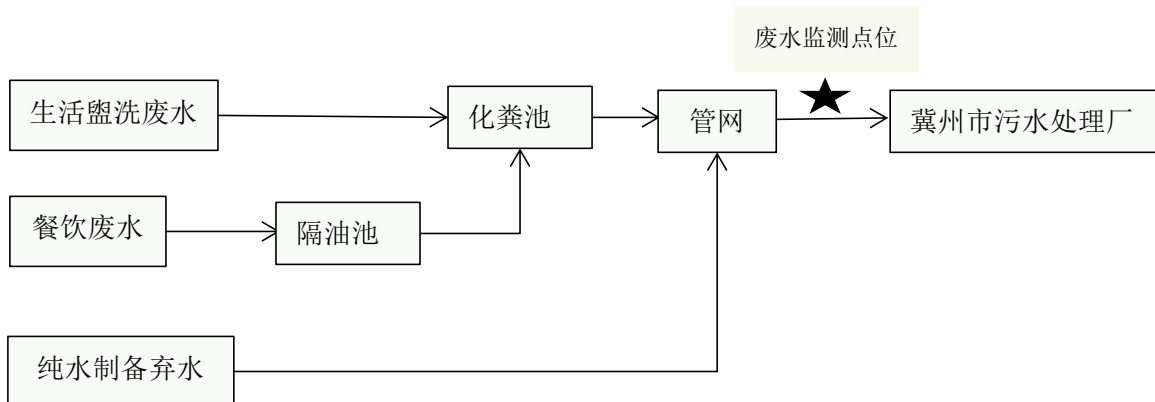 废水监测点位
生活盥洗废水
化粪池
管网
冀州市污水处理厂
餐饮废水
隔油池
纯水制备弃水